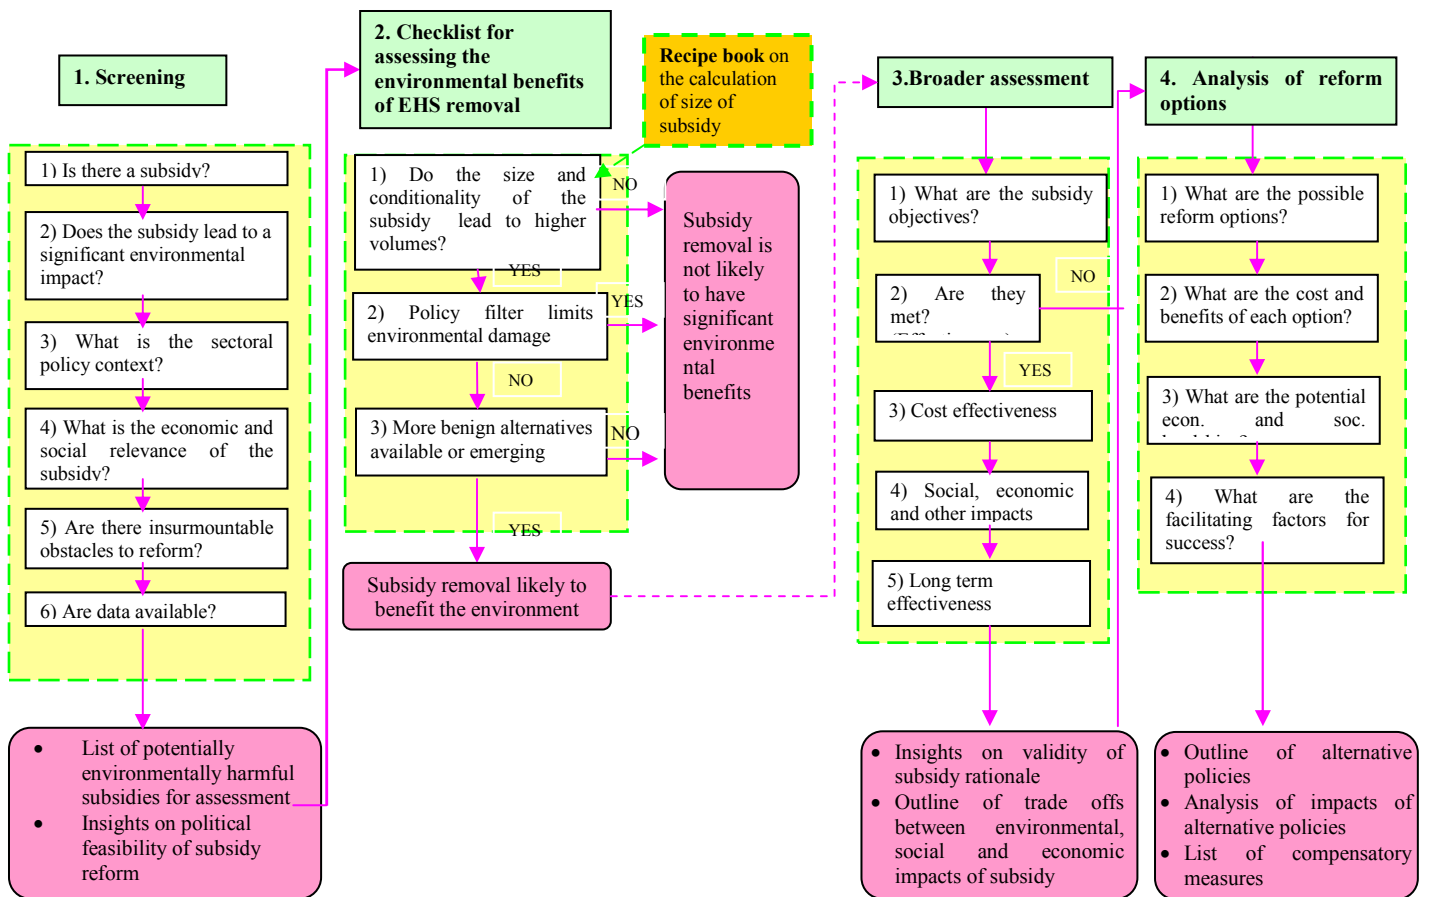 1. Screening
1) Is there a subsidy?
2) Does the subsidy lead to a
significant environmental
impact?
3) What is the sectoral
policy context?
4) What is the economic and
social relevance of the
subsidy?
5) Are there insurmountable
obstacles to reform?
6) Are data available?
• List of potentially
environmentally harmful
subsidies for assessment
• Insights on political
feasibility of subsidy
reform
2. Checklist for
assessing the
environmental benefits
of EHS removal
Recipe book on
the calculation
of size of
subsidy
1) Do the size and
conditionality of the
subsidy lead to higher
volumes?
NO
YES
2) Policy filter limits
environmental damage
YES
NO
3) More benign alternatives
available or emerging
NO
YES
Subsidy
removal is
not likely
to have
significant
environme
ntal
benefits
Subsidy removal likely to
benefit the environment
3.Broader assessment
1) What are the subsidy
objectives?
2) Are they
met?
NO
YES
3) Cost effectiveness
4) Social, economic
and other impacts
5) Long term
effectiveness
• Insights on validity of
subsidy rationale
• Outline of trade offs
between environmental,
social and economic
impacts of subsidy
4. Analysis of reform
options
1) What are the possible
reform options?
2) What are the cost and
benefits of each option?
3) What are the potential
econ. and soc.
4) What are the
facilitating factors for
success?
• Outline of alternative
policies
• Analysis of impacts of
alternative policies
• List of compensatory
measures